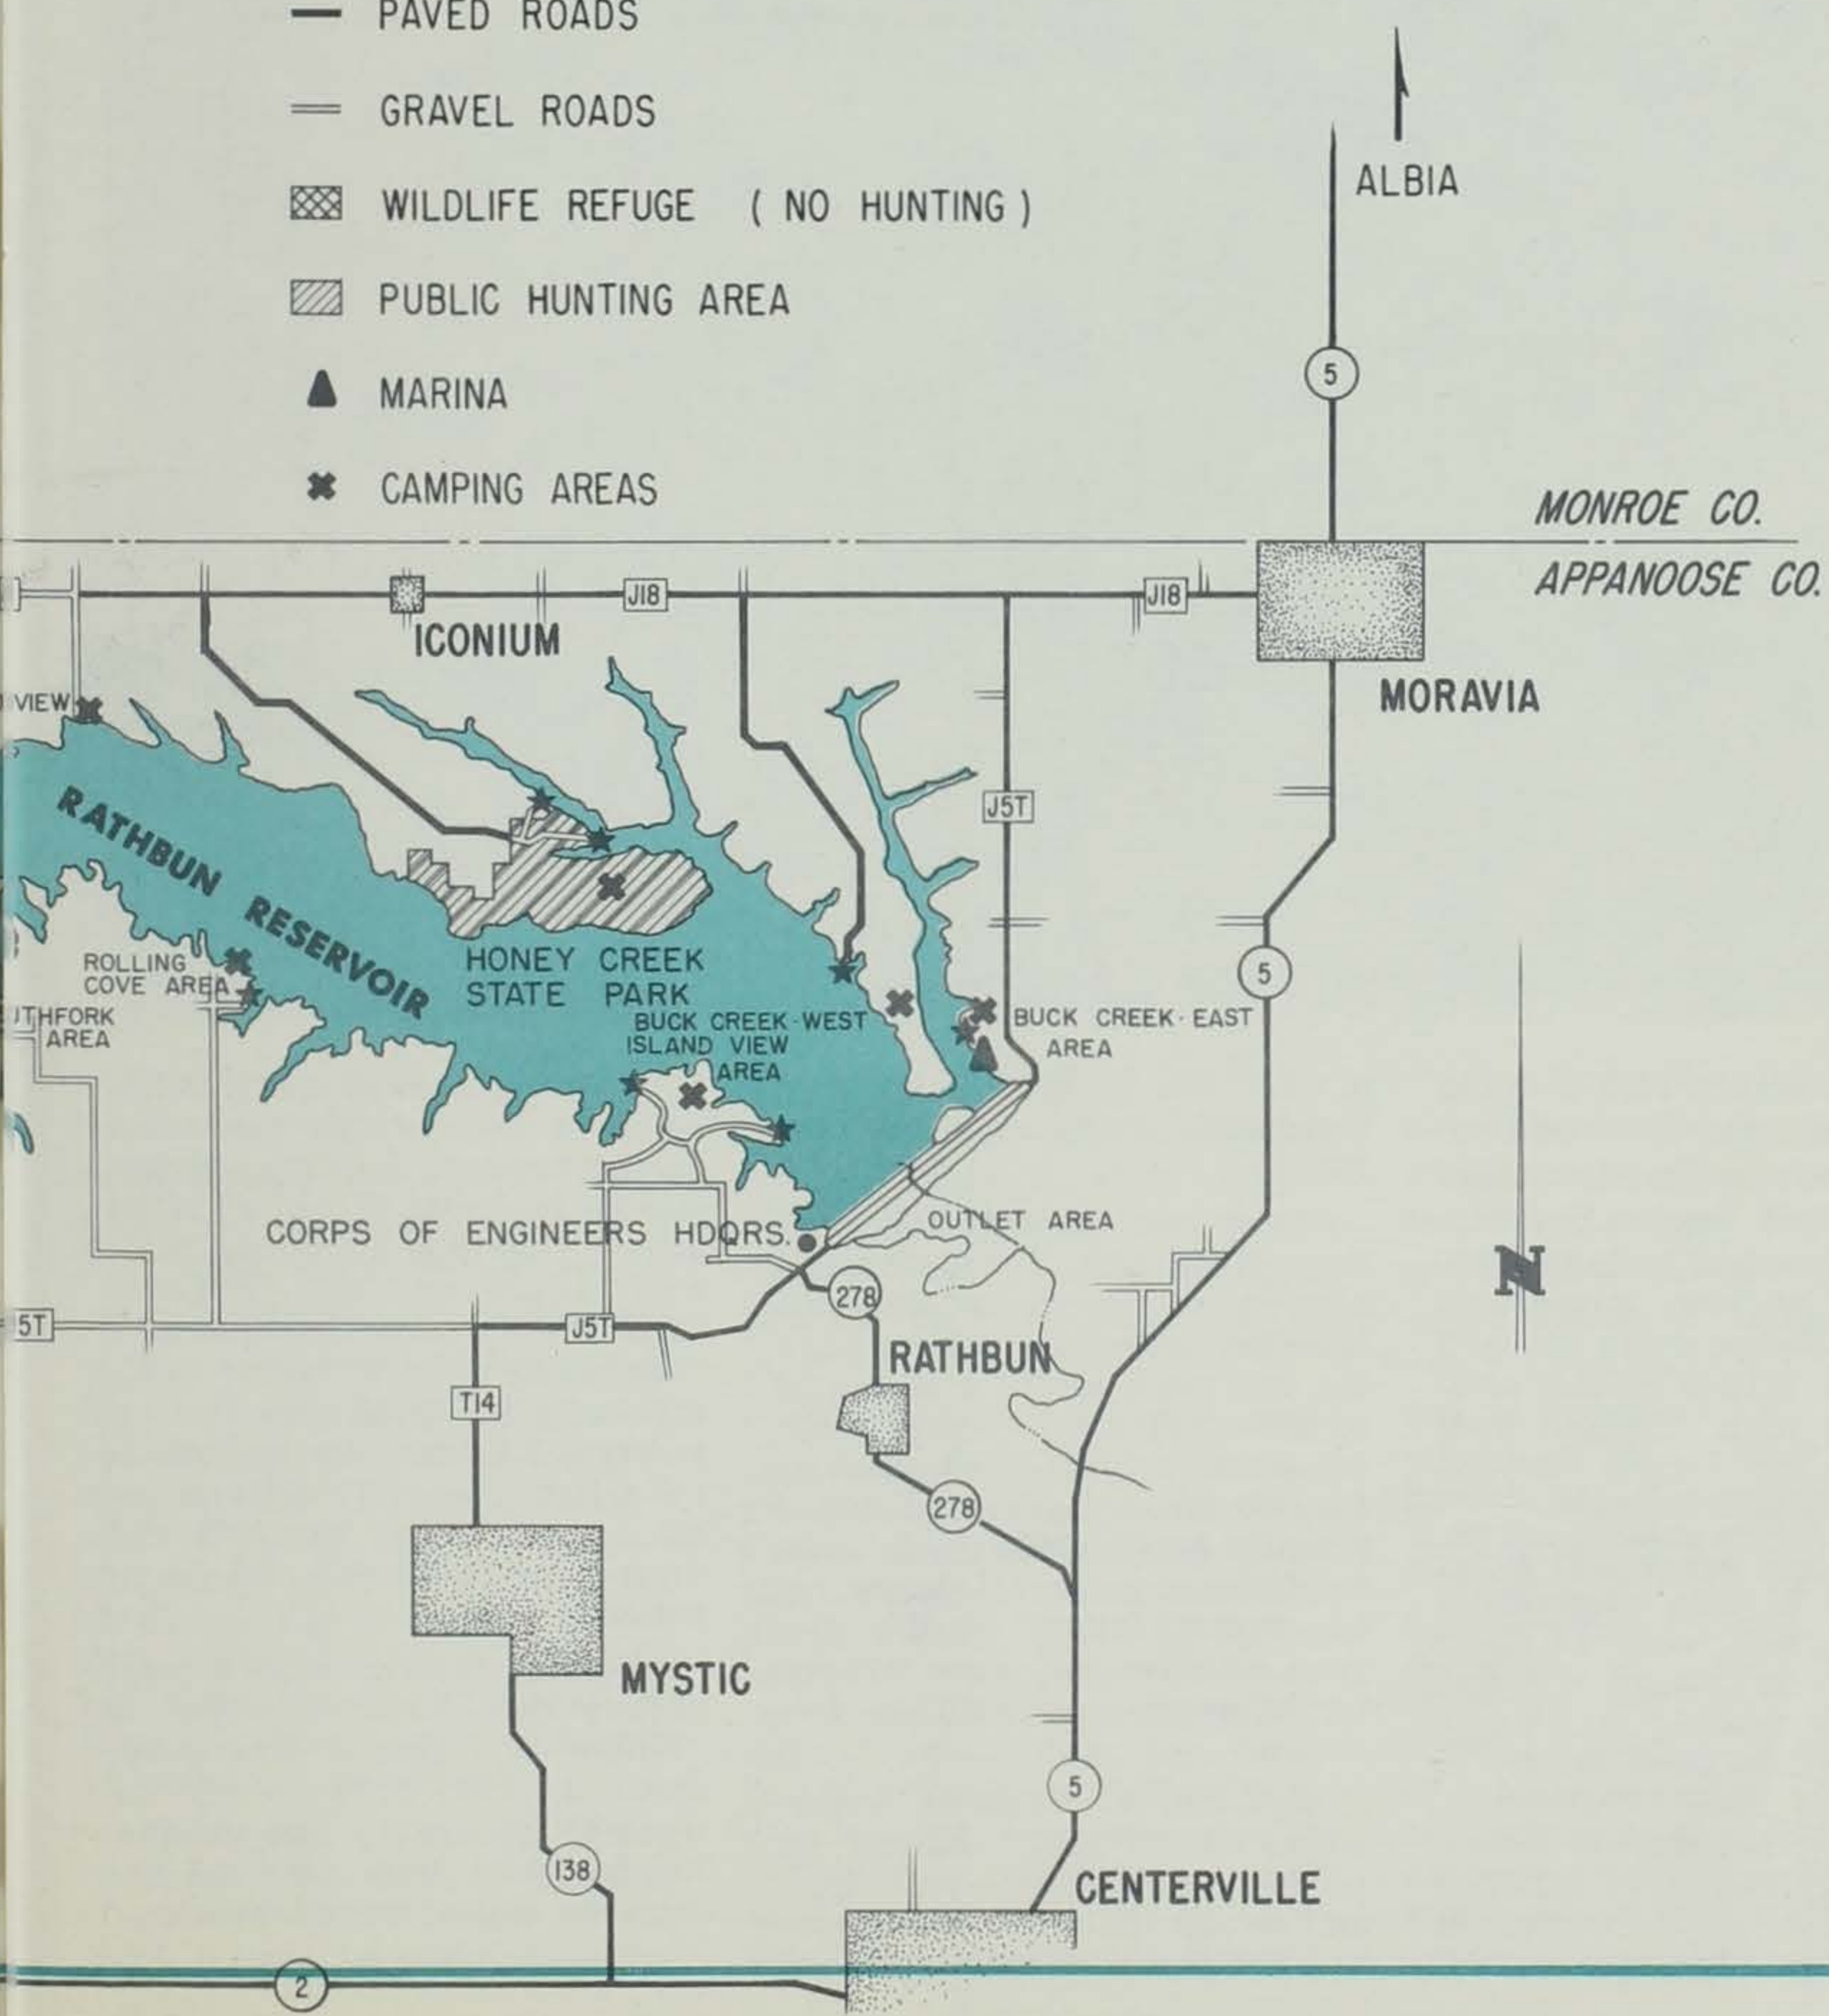 PAVED ROADS
GRAVEL ROADS
WILDLIFE REFUGE ( NO HUNTING )
PUBLIC HUNTING AREA
MARINA
CAMPING AREAS
ALBIA
5
MONROE CO.
APPANOOSE CO.
J18
J18
ICONIUM
MORAVIA
VIEW
J5T
RATHBUN RESERVOIR
5
HONEY CREEK
STATE PARK
ROLLING
COVE AREA
THFORK
AREA
BUCK CREEK-WEST
ISLAND VIEW
AREA
BUCK CREEK-EAST
AREA
OUTLET AREA
CORPS OF ENGINEERS HDQRS.
N
278
5T
J5T
RATHBUN
T14
278
MYSTIC
5
138
CENTERVILLE
2